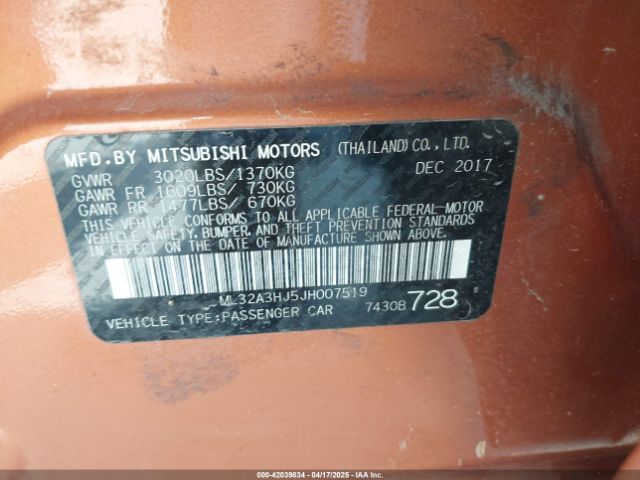 MFD.BY MITSUBISHI MOTORS (THAILAND) CO., LTD.
GVWR 3020LBS/1370KG DEC 2017
GAWR FR 1609LBS/ 730KG
GAWR RR 1477LBS/ 670KG
THIS VEHICLE CONFORMS TO ALL APPLICABLE FEDERAL-MOTOR
VEHICLE SAFETY, BUMPER, AND THEFT PREVENTION STANDARDS
IN EFFECT ON THE DATE OF MANUFACTURE SHOWN ABOVE.
ML32A3HJ5JH007519
VEHICLE TYPE:PASSENGER CAR 7430B 728
000-42039834 - 04/17/2025 - IAAI.COM